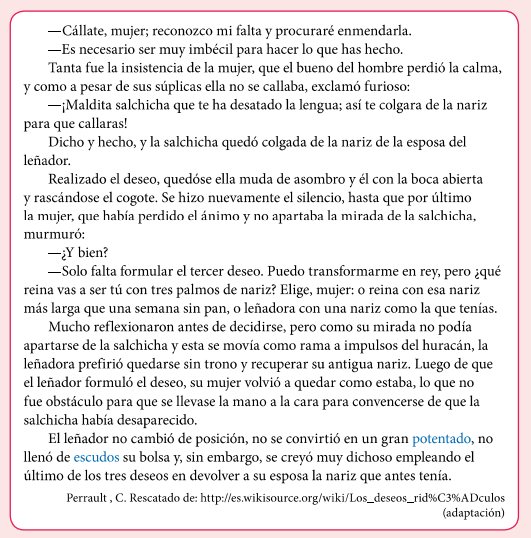 —Cállate, mujer; reconozco mi falta y procuraré enmendarla.
—Es necesario ser muy imbécil para hacer lo que has hecho.
Tanta fue la insistencia de la mujer, que el bueno del hombre perdió la calma,
y como a pesar de sus súplicas ella no se callaba, exclamó furioso:
—¡Maldita salchicha que te ha desatado la lengua; así te colgara de la nariz
para que callaras!
Dicho y hecho, y la salchicha quedó colgada de la nariz de la esposa del
leñador.
Realizado el deseo, quedóse ella muda de asombro y él con la boca abierta
y rascándose el cogote. Se hizo nuevamente el silencio, hasta que por último
la mujer, que había perdido el ánimo y no apartaba la mirada de la salchicha,
murmuró:
—¿Y bien?
—Solo falta formular el tercer deseo. Puedo transformarme en rey, pero ¿qué
reina vas a ser tú con tres palmos de nariz? Elige, mujer: o reina con esa nariz
más larga que una semana sin pan, o leñadora con una nariz como la que tenías.
Mucho reflexionaron antes de decidirse, pero como su mirada no podía
apartarse de la salchicha y esta se movía como rama a impulsos del huracán, la
leñadora prefirió quedarse sin trono y recuperar su antigua nariz. Luego de que
el leñador formuló el deseo, su mujer volvió a quedar como estaba, lo que no
fue obstáculo para que se llevase la mano a la cara para convencerse de que la
salchicha había desaparecido.
El leñador no cambió de posición, no se convirtió en un gran potentado, no
llenó de escudos su bolsa y, sin embargo, se creyó muy dichoso empleando el
último de los tres deseos en devolver a su esposa la nariz que antes tenía.
Perrault , C. Rescatado de: http://es.wikisource.org/wiki/Los_deseos_rid%C3%ADculos
(adaptación)